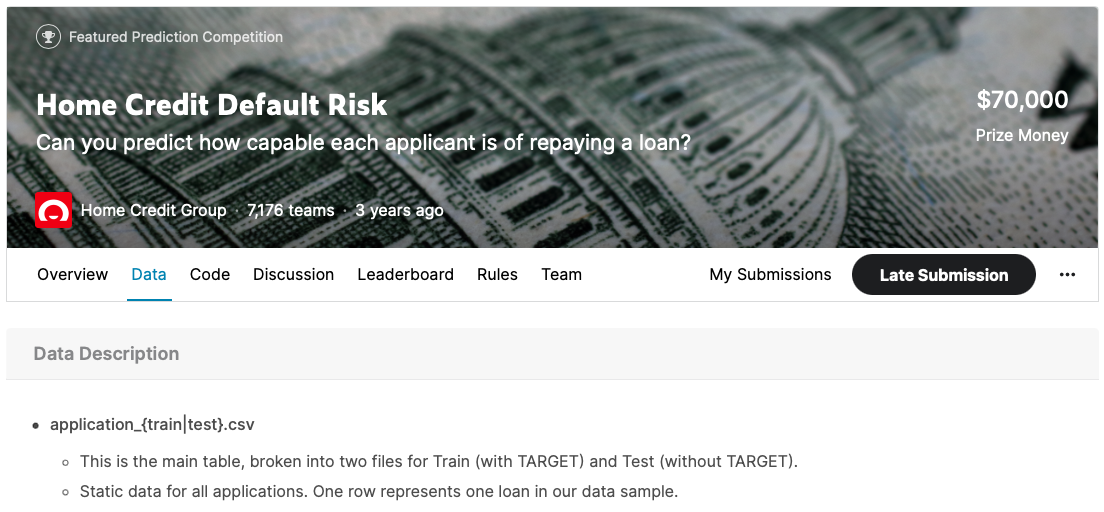 Featured Prediction Competition
Home Credit Default Risk
$70,000
Can you predict how capable each applicant is of repaying a loan?
Prize Money
Home Credit Group · 7,176 teams · 3 years ago
Overview Data Code Discussion Leaderboard Rules Team My Submissions Late Submission ...
Data Description
• application_{train|test}.csv
○ This is the main table, broken into two files for Train (with TARGET) and Test (without TARGET).
○ Static data for all applications. One row represents one loan in our data sample.